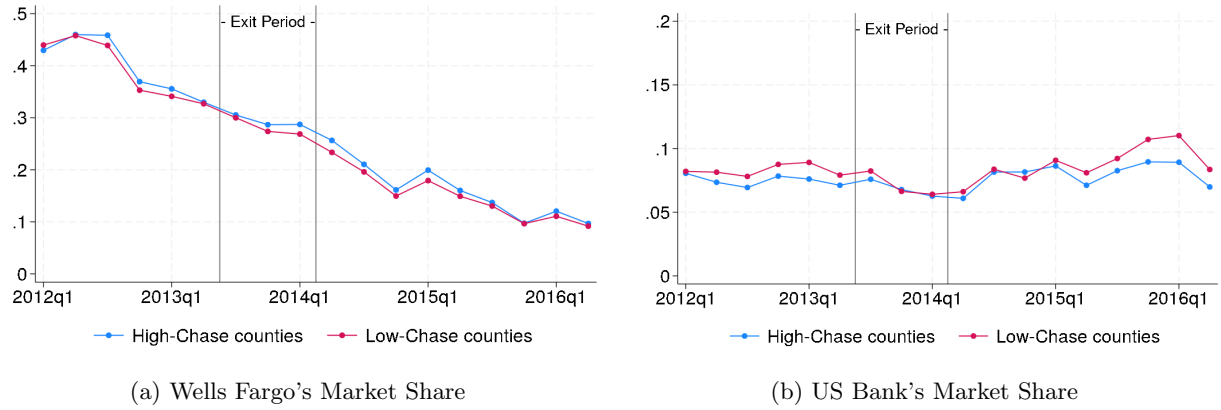 .5
.4
.3
.2
.1
0
- Exit Period -
2012q1 2013q1 2014q1 2015q1 2016q1
High-Chase counties Low-Chase counties
(a) Wells Fargo's Market Share
.2
.15
.1
.05
0
- Exit Period -
2012q1 2013q1 2014q1 2015q1 2016q1
High-Chase counties Low-Chase counties
(b) US Bank's Market Share